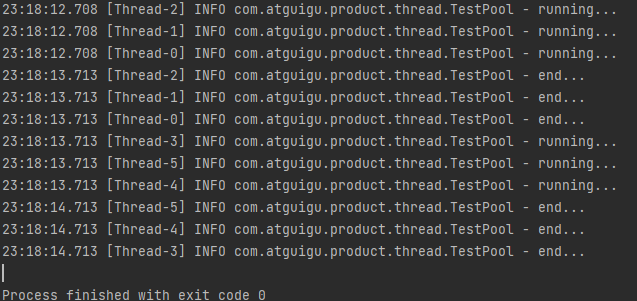 23:18:12.708 [Thread-2] INFO com.atguigu.product.thread.TestPool - running...
23:18:12.708 [Thread-1] INFO com.atguigu.product.thread.TestPool - running...
23:18:12.708 [Thread-0] INFO com.atguigu.product.thread.TestPool - running...
23:18:13.713 [Thread-2] INFO com.atguigu.product.thread.TestPool - end...
23:18:13.713 [Thread-1] INFO com.atguigu.product.thread.TestPool - end...
23:18:13.713 [Thread-0] INFO com.atguigu.product.thread.TestPool - end...
23:18:13.713 [Thread-3] INFO com.atguigu.product.thread.TestPool - running...
23:18:13.713 [Thread-5] INFO com.atguigu.product.thread.TestPool - running...
23:18:13.713 [Thread-4] INFO com.atguigu.product.thread.TestPool - running...
23:18:14.713 [Thread-5] INFO com.atguigu.product.thread.TestPool - end...
23:18:14.713 [Thread-4] INFO com.atguigu.product.thread.TestPool - end...
23:18:14.713 [Thread-3] INFO com.atguigu.product.thread.TestPool - end...
Process finished with exit code 0